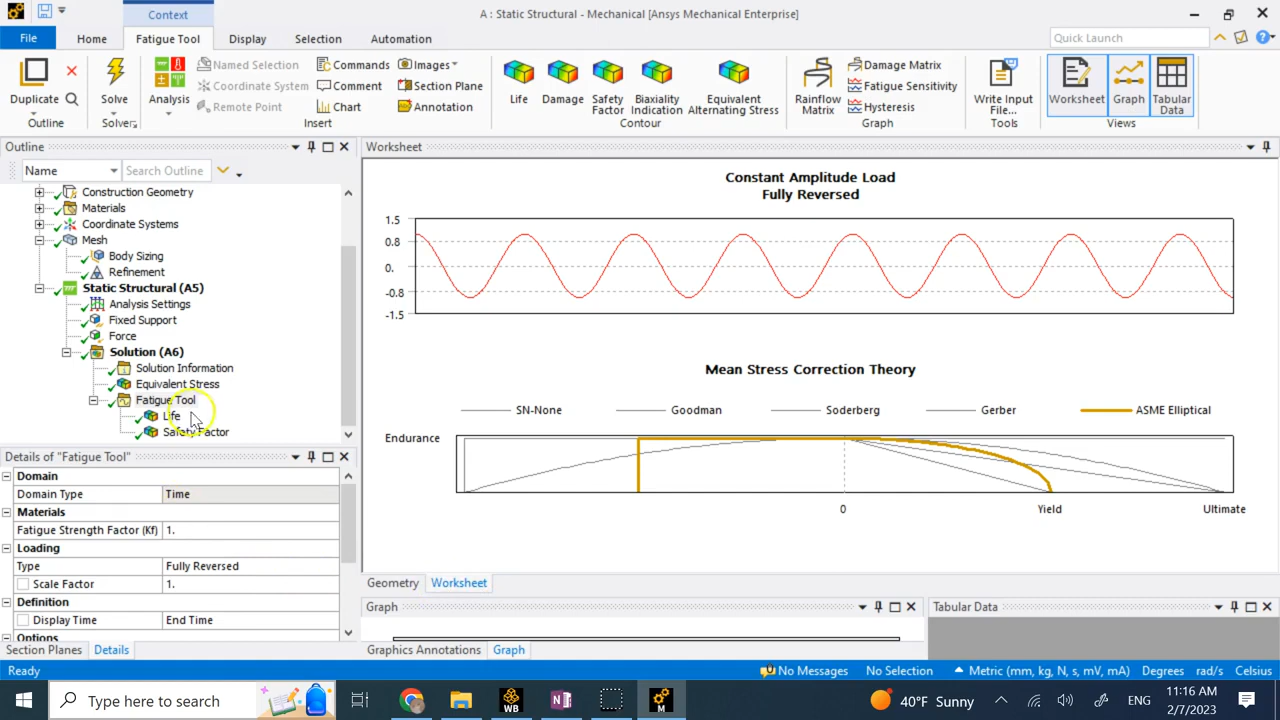 A : Static Structural - Mechanical [Ansys Mechanical Enterprise]
Context
File
Home
Fatigue Tool
Display
Selection
Automation
Quick Launch
Duplicate
Outline
Solve
Solver
Analysis
Named Selection
Coordinate System
Remote Point
Commands
Comment
Chart
Images
Section Plane
Annotation
Insert
Life
Damage
Safety Factor
Biaxiality Indication
Equivalent Alternating Stress
Contour
Rainflow Matrix
Damage Matrix
Fatigue Sensitivity
Hysteresis
Graph
Write Input File...
Tools
Worksheet
Graph
Tabular Data
Views
Outline
Name
Search Outline
Construction Geometry
Materials
Coordinate Systems
Mesh
Body Sizing
Refinement
Static Structural (A5)
Analysis Settings
Fixed Support
Force
Solution (A6)
Solution Information
Equivalent Stress
Fatigue Tool
Life
Safety Factor
Details of "Fatigue Tool"
Domain
Domain Type Time
Materials
Fatigue Strength Factor (Kf) 1.
Loading
Type Fully Reversed
Scale Factor 1.
Definition
Display Time End Time
Options
Section Planes
Details
Worksheet
Constant Amplitude Load
Fully Reversed
1.5
0.8
0.
-0.8
-1.5
Mean Stress Correction Theory
SN-None Goodman Soderberg Gerber ASME Elliptical
Endurance
0 Yield Ultimate
Geometry
Worksheet
Graph
Tabular Data
Graphics Annotations
Graph
Ready
No Messages
No Selection
Metric (mm, kg, N, s, mV, mA)
Degrees
rad/s
Celsius
Type here to search
WB
N
M
40°F Sunny
ENG
11:16 AM
2/7/2023